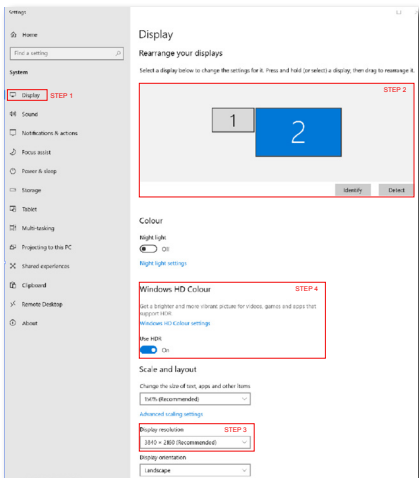 Settings
Home
Find a setting
System
Display
STEP 1
Sound
Notifications & actions
Focus assist
Power & sleep
Storage
Tablet
Multi-tasking
Projecting to this PC
Shared experiences
Clipboard
Remote Desktop
About
Display
Rearrange your displays
Select a display below to change the settings for it. Press and hold (or select) a display, then drag to rearrange it.
STEP 2
1
2
Identify
Detect
Colour
Night light
Off
Night light settings
Windows HD Colour
STEP 4
Get a brighter and more vibrant picture for videos, games and apps that
support HDR.
Windows HD Colour settings
Use HDR
On
Scale and layout
Change the size of text, apps and other items
(Recommended)
Advanced scaling settings
Display resolution
STEP 3
3840 × 2160 (Recommended)
Display orientation
Landscape